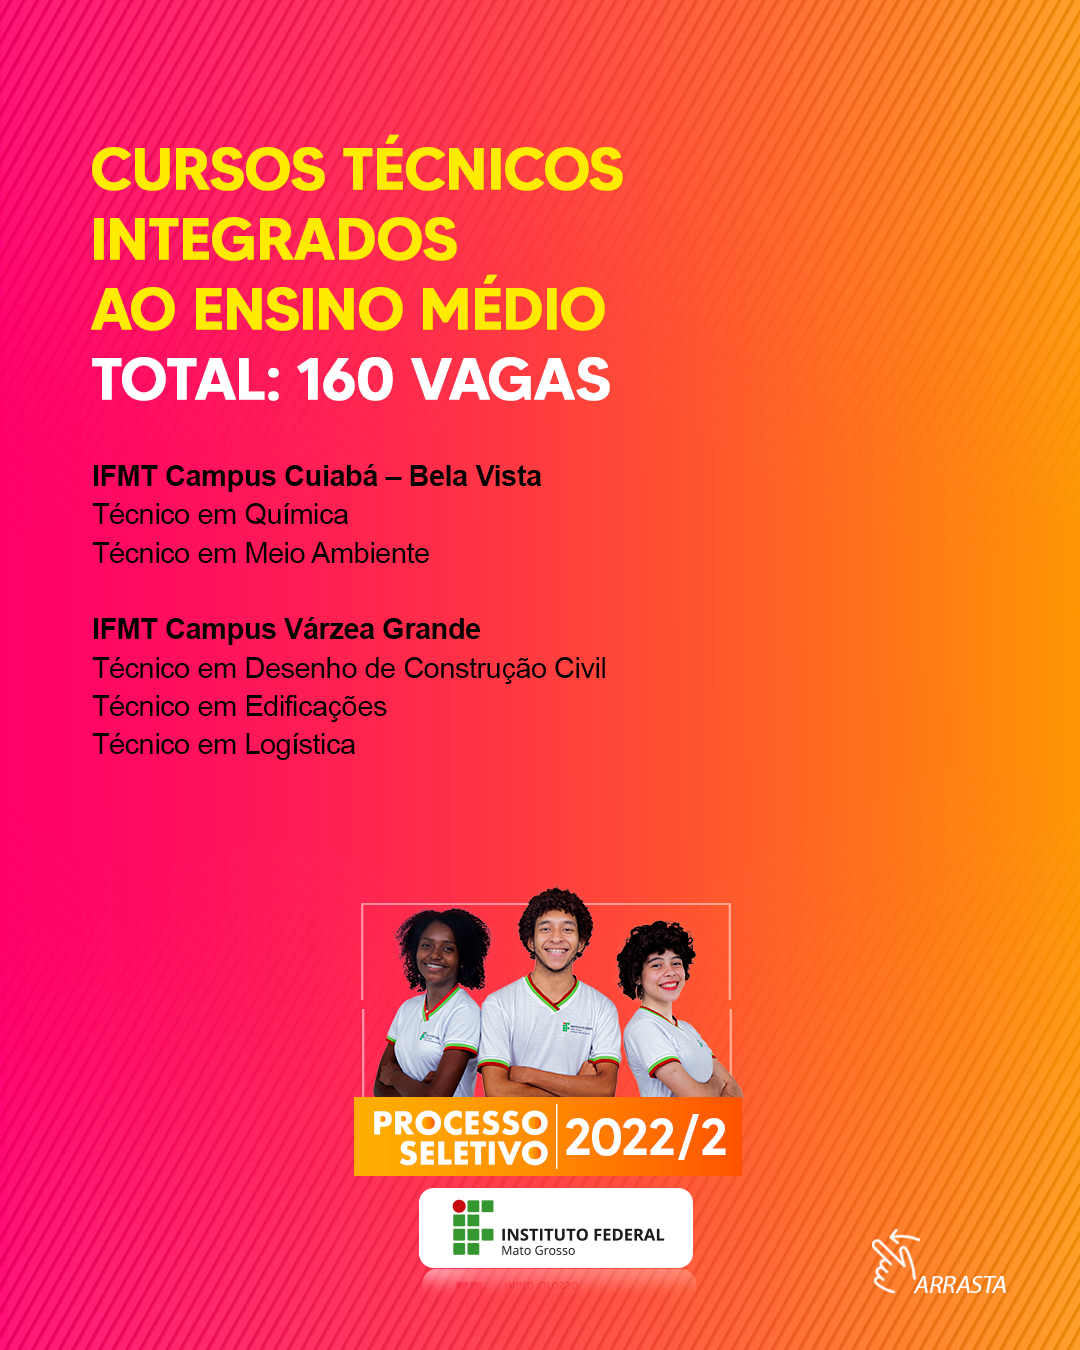 CURSOS TÉCNICOS
INTEGRADOS
AO ENSINO MÉDIO
TOTAL: 160 VAGAS
IFMT Campus Cuiabá – Bela Vista
Técnico em Química
Técnico em Meio Ambiente
IFMT Campus Várzea Grande
Técnico em Desenho de Construção Civil
Técnico em Edificações
Técnico em Logística
PROCESSO
SELETIVO
2022/2
INSTITUTO FEDERAL
Mato Grosso
ARRASTA